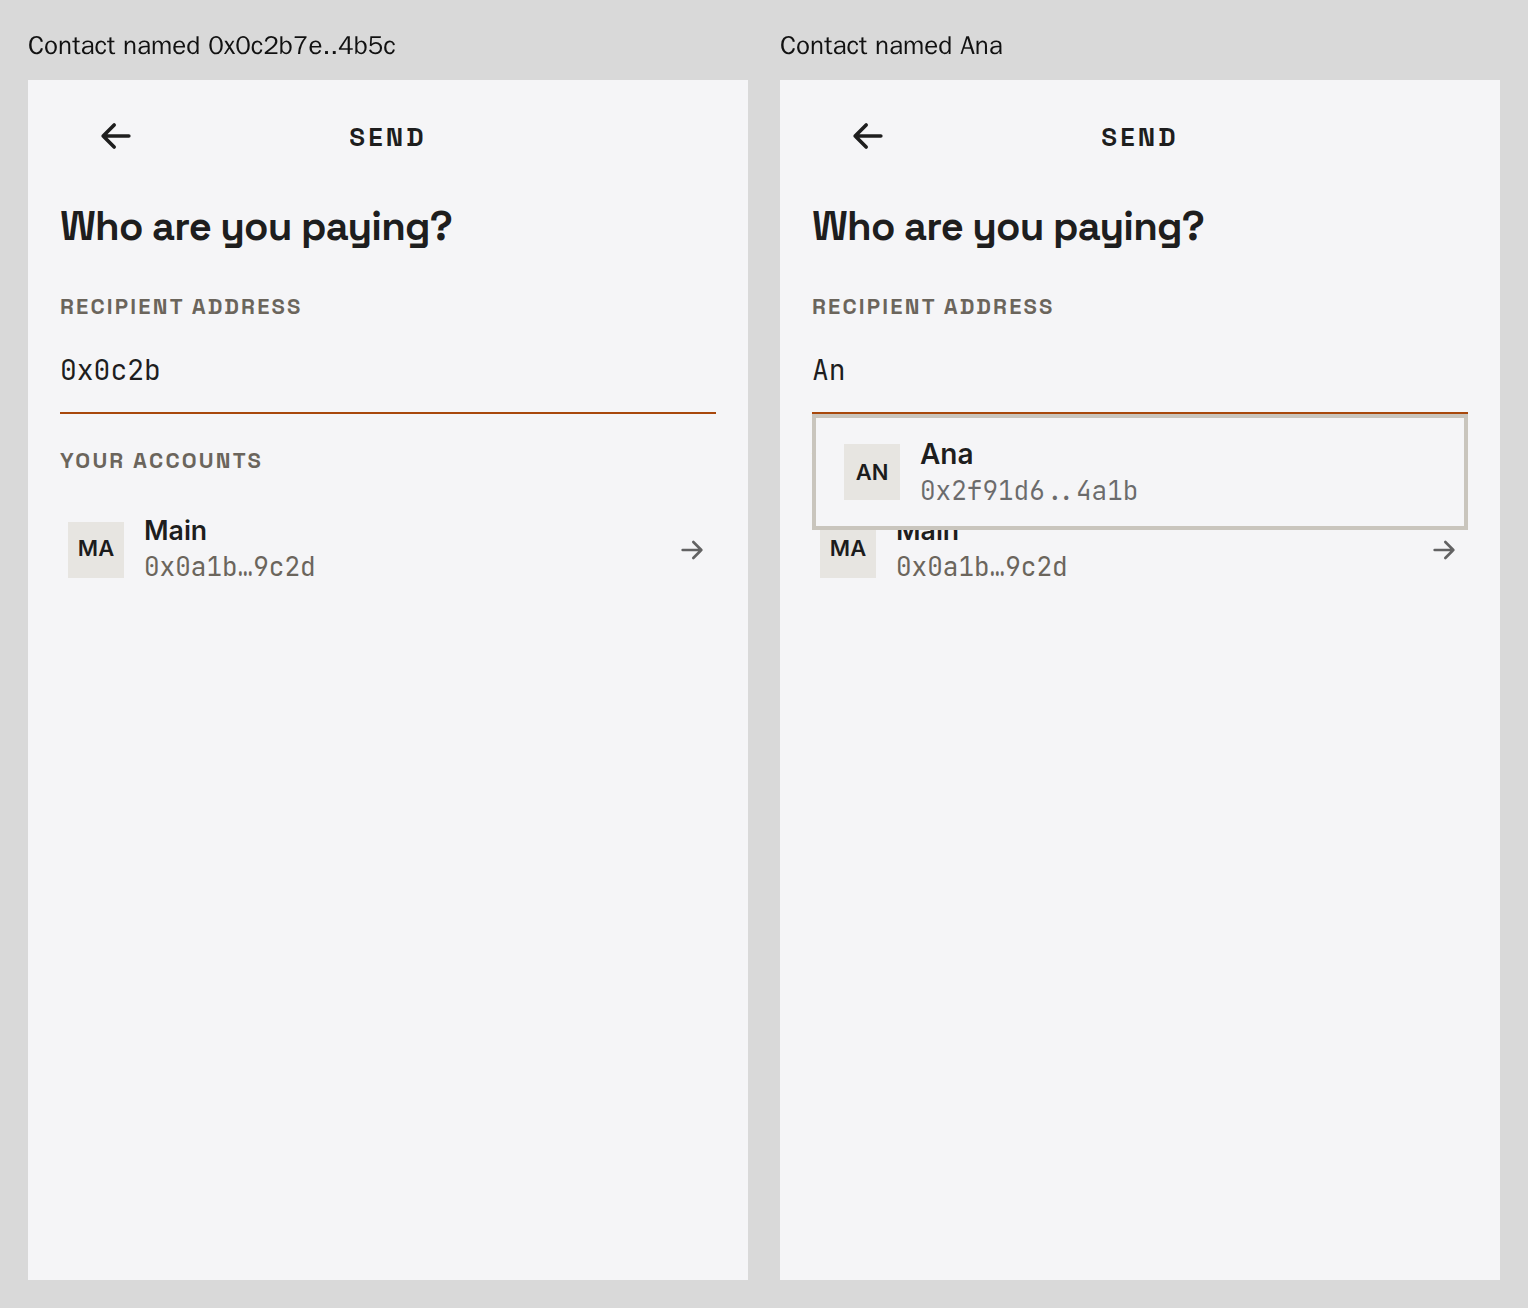 Contact named 0x0c2b7e..4b5c
SEND
Who are you paying?
RECIPIENT ADDRESS
0x0c2b
YOUR ACCOUNTS
MA
Main
0x0a1b…9c2d
Contact named Ana
SEND
Who are you paying?
RECIPIENT ADDRESS
An
AN
Ana
0x2f91d6..4a1b
MA
Main
0x0a1b…9c2d